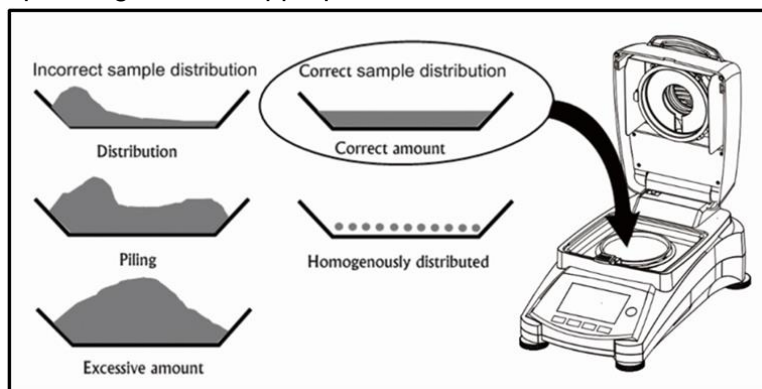 Incorrect sample distribution
Distribution
Piling
Excessive amount
Correct sample distribution
Correct amount
Homogenously distributed